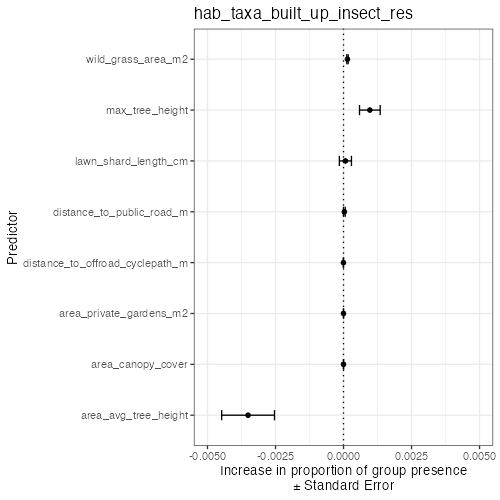 hab_taxa_built_up_insect_res
Predictor
wild_grass_area_m2
max_tree_height
lawn_shard_length_cm
distance_to_public_road_m
distance_to_offroad_cyclepath_m
area_private_gardens_m2
area_canopy_cover
area_avg_tree_height
-0.0050 -0.0025 0.0000 0.0025 0.0050
Increase in proportion of group presence
± Standard Error